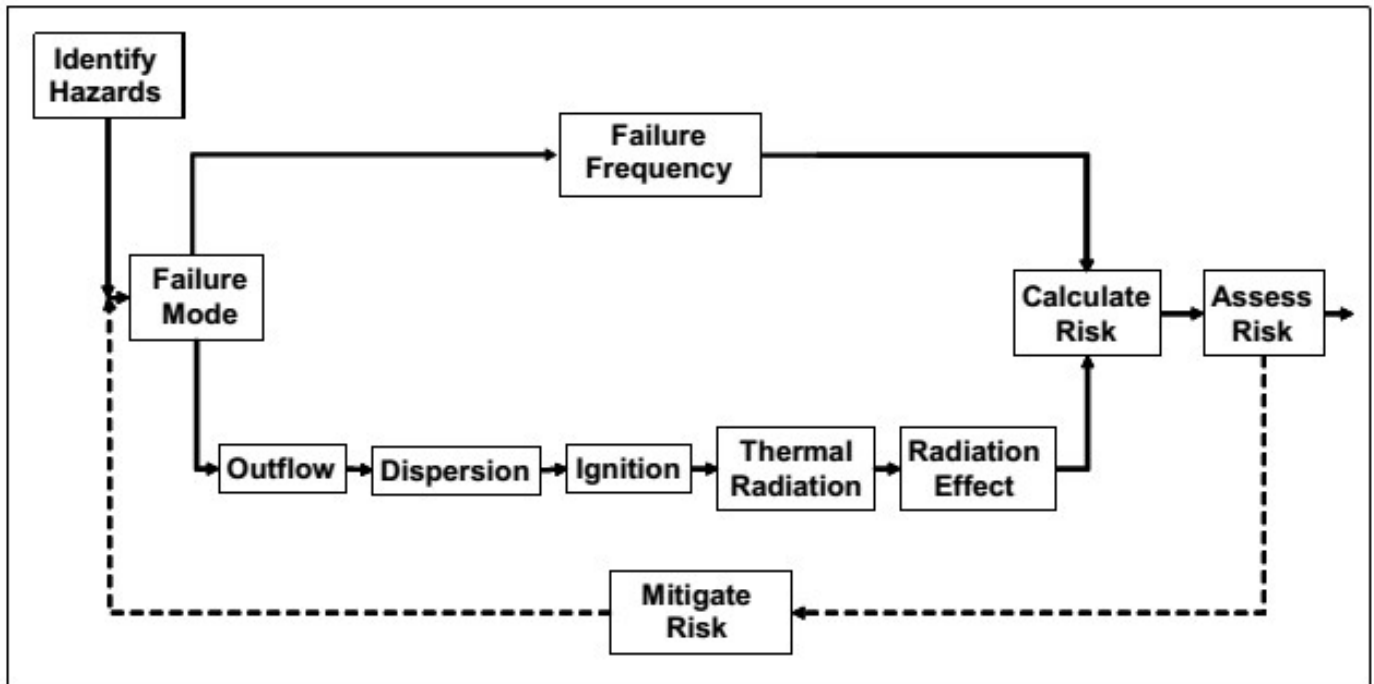 Identify
Hazards
Failure
Frequency
Failure
Mode
Calculate
Risk
Assess
Risk
Outflow
Dispersion
Ignition
Thermal
Radiation
Radiation
Effect
Mitigate
Risk